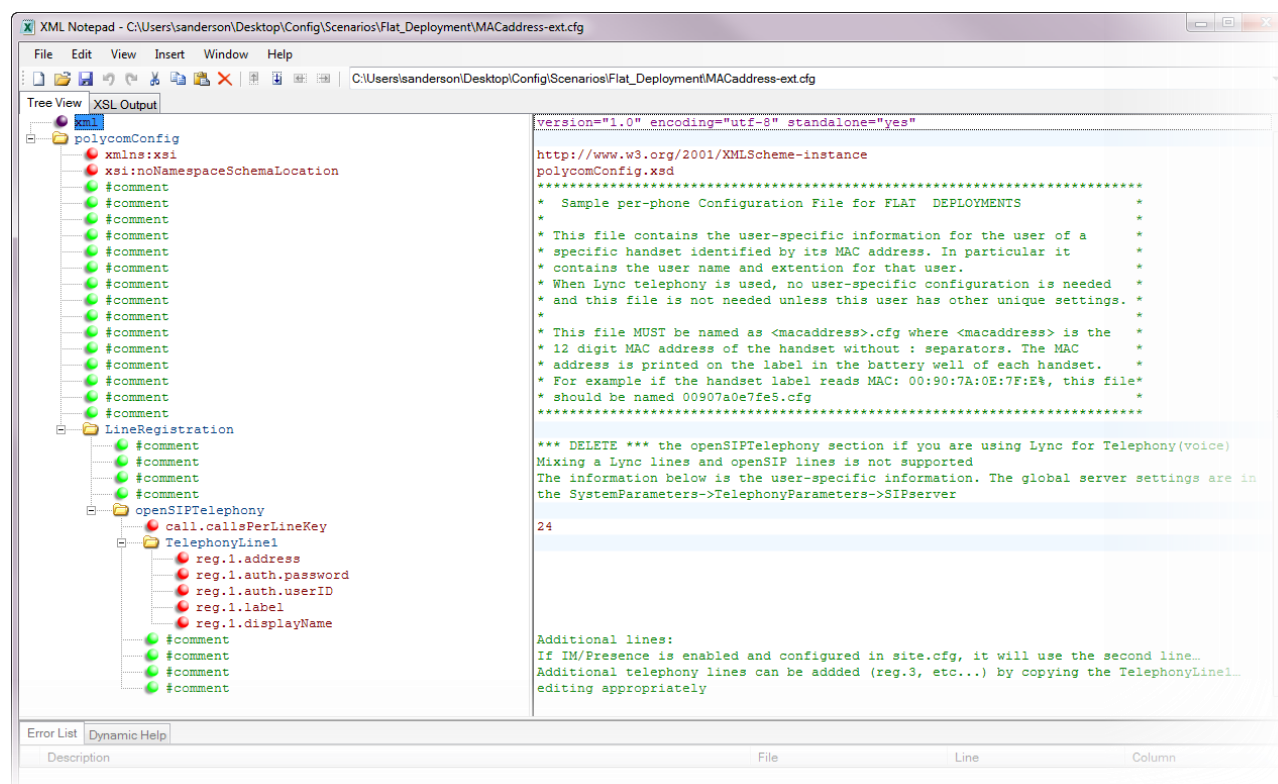 XML Notepad - C:\Users\sanderson\Desktop\Config\Scenarios\Flat_Deployment\MACaddress-ext.cfg
File Edit View Insert Window Help
C:\Users\sanderson\Desktop\Config\Scenarios\Flat_Deployment\MACaddress-ext.cfg
Tree View XSL Output
xml version="1.0" encoding="utf-8" standalone="yes"
polycomConfig
xmlns:xsi http://www.w3.org/2001/XMLScheme-instance
xsi:noNamespaceSchemaLocation polycomConfig.xsd
#comment ***************************************************************************
#comment * Sample per-phone Configuration File for FLAT DEPLOYMENTS *
#comment * *
#comment * This file contains the user-specific information for the user of a *
#comment * specific handset identified by its MAC address. In particular it *
#comment * contains the user name and extention for that user. *
#comment * When Lync telephony is used, no user-specific configuration is needed *
#comment * and this file is not needed unless this user has other unique settings. *
#comment * *
#comment * This file MUST be named as <macaddress>.cfg where <macaddress> is the *
#comment * 12 digit MAC address of the handset without : separators. The MAC *
#comment * address is printed on the label in the battery well of each handset. *
#comment * For example if the handset label reads MAC: 00:90:7A:0E:7F:E%, this file*
#comment * should be named 00907a0e7fe5.cfg *
#comment ***************************************************************************
LineRegistration
#comment *** DELETE *** the openSIPTelephony section if you are using Lync for Telephony(voice)
#comment Mixing a Lync lines and openSIP lines is not supported
#comment The information below is the user-specific information. The global server settings are in
#comment the SystemParameters->TelephonyParameters->SIPserver
openSIPTelephony
call.callsPerLineKey 24
TelephonyLine1
reg.1.address
reg.1.auth.password
reg.1.auth.userID
reg.1.label
reg.1.displayName
#comment Additional lines:
#comment If IM/Presence is enabled and configured in site.cfg, it will use the second line…
#comment Additional telephony lines can be addded (reg.3, etc...) by copying the TelephonyLine1…
#comment editing appropriately
Error List Dynamic Help
Description File Line Column